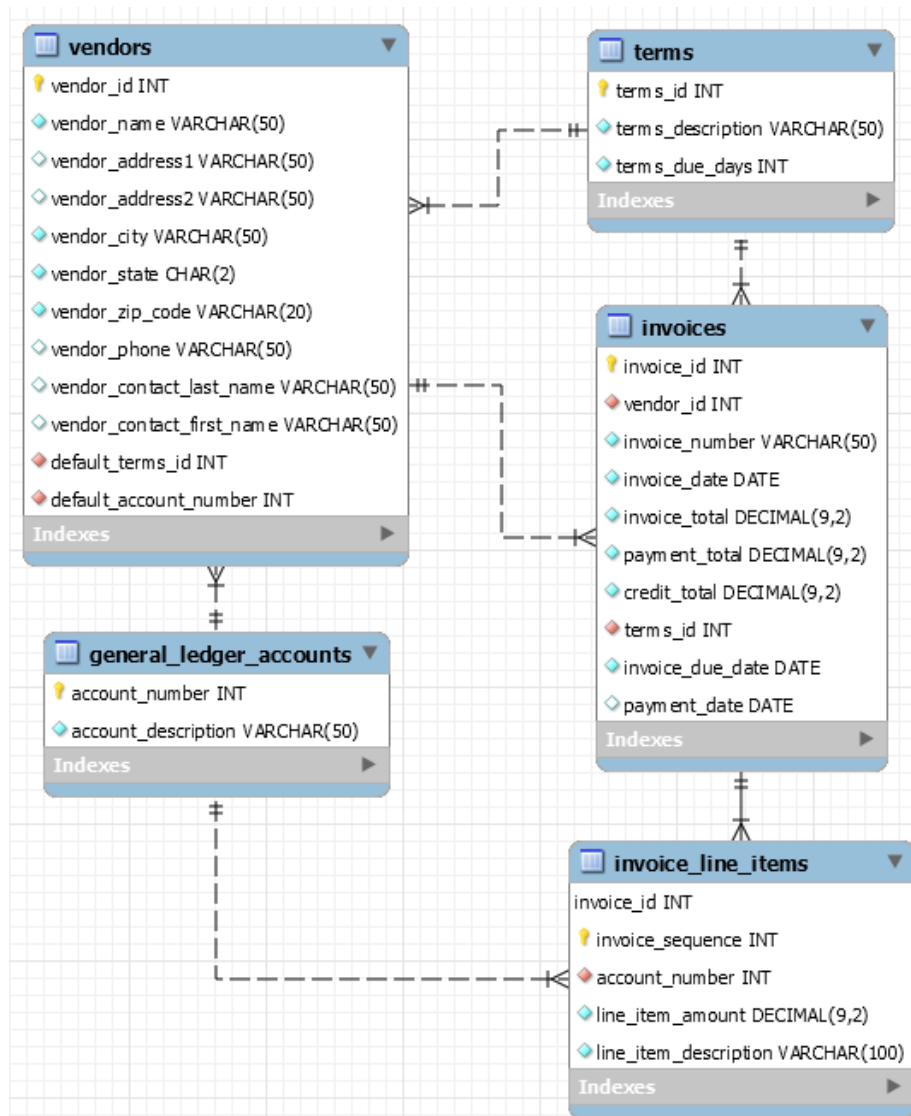 vendors
vendor_id INT
vendor_name VARCHAR(50)
vendor_address1 VARCHAR(50)
vendor_address2 VARCHAR(50)
vendor_city VARCHAR(50)
vendor_state CHAR(2)
vendor_zip_code VARCHAR(20)
vendor_phone VARCHAR(50)
vendor_contact_last_name VARCHAR(50)
vendor_contact_first_name VARCHAR(50)
default_terms_id INT
default_account_number INT
Indexes
terms
terms_id INT
terms_description VARCHAR(50)
terms_due_days INT
Indexes
invoices
invoice_id INT
vendor_id INT
invoice_number VARCHAR(50)
invoice_date DATE
invoice_total DECIMAL(9,2)
payment_total DECIMAL(9,2)
credit_total DECIMAL(9,2)
terms_id INT
invoice_due_date DATE
payment_date DATE
Indexes
general_ledger_accounts
account_number INT
account_description VARCHAR(50)
Indexes
invoice_line_items
invoice_id INT
invoice_sequence INT
account_number INT
line_item_amount DECIMAL(9,2)
line_item_description VARCHAR(100)
Indexes